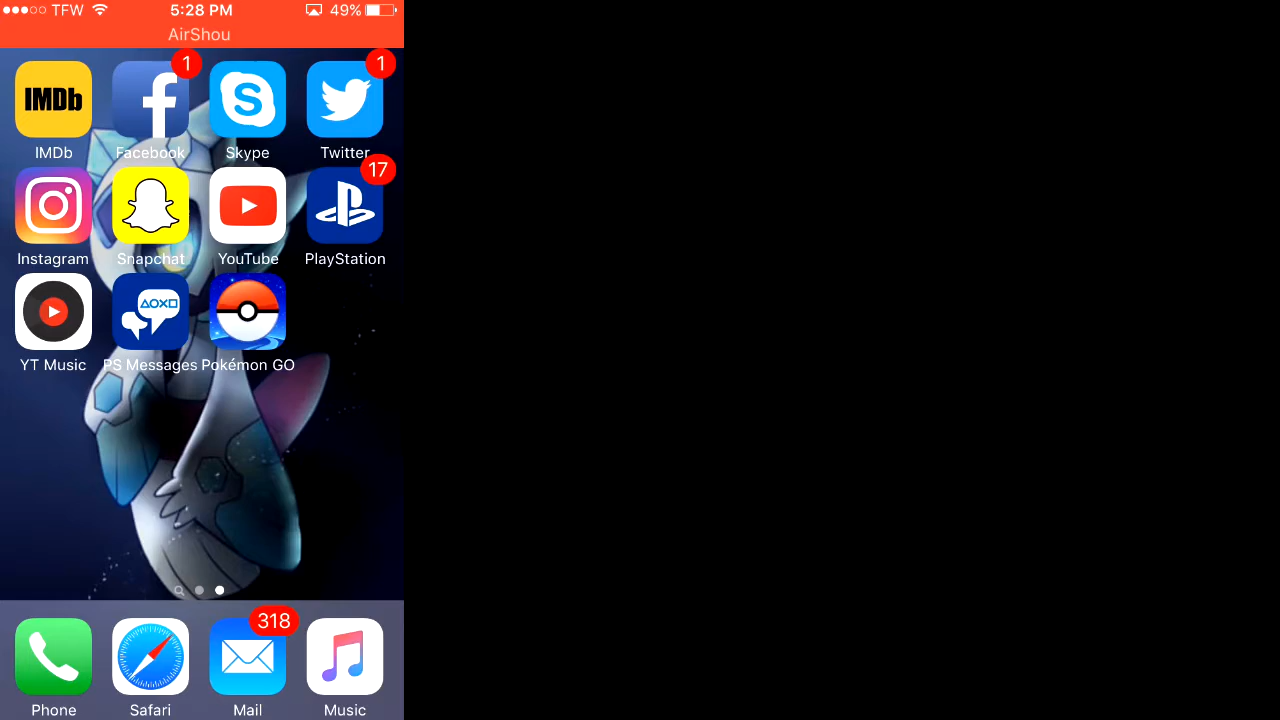 TFW 5:28 PM 49%
AirShou
1 1
IMDb
IMDb Facebook Skype Twitter
17
Instagram Snapchat YouTube PlayStation
YT Music PS Messages Pokémon GO
318
Phone Safari Mail Music